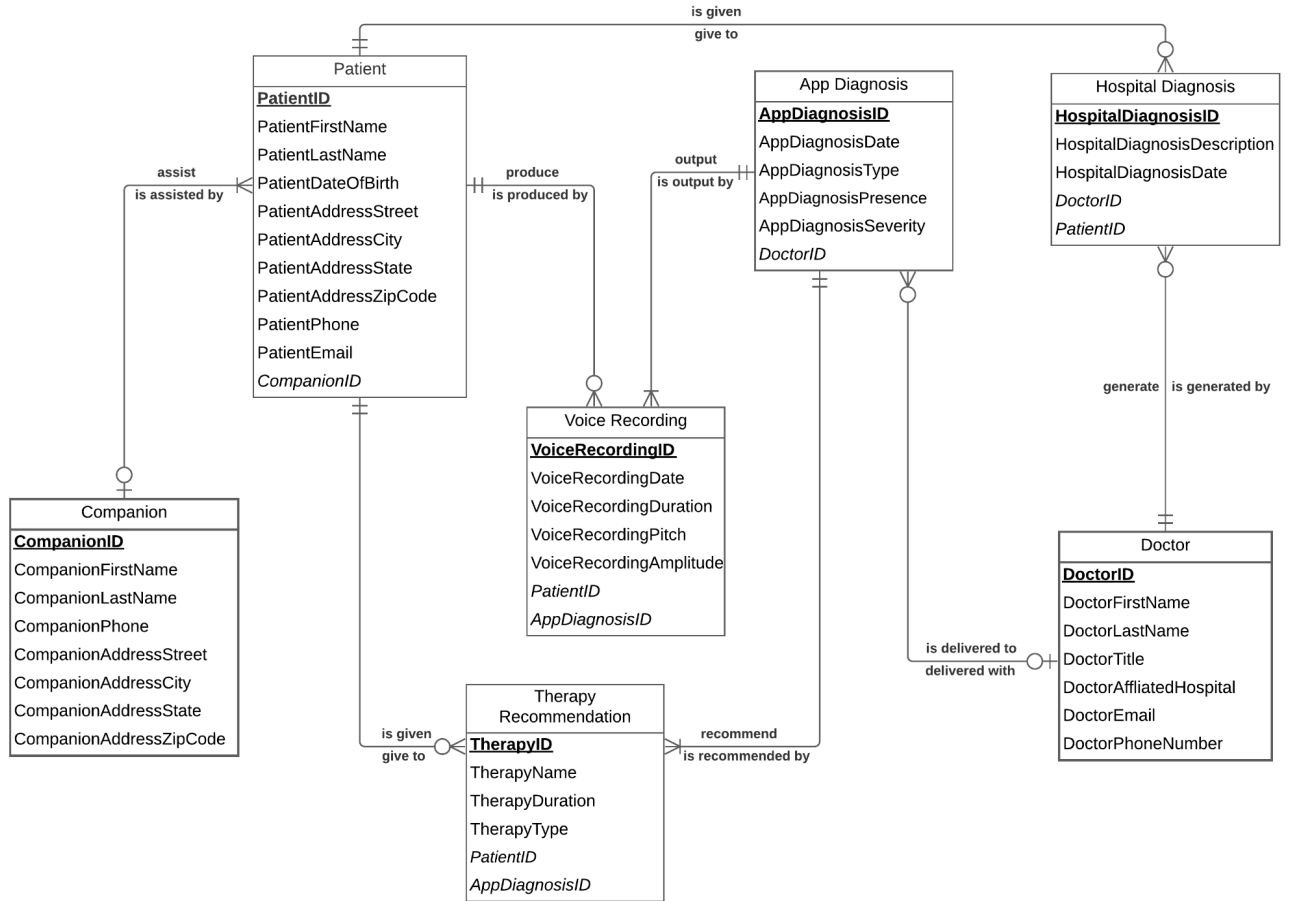 is given
give to
Patient
PatientID
PatientFirstName
PatientLastName
PatientDateOfBirth
PatientAddressStreet
PatientAddressCity
PatientAddressState
PatientAddressZipCode
PatientPhone
PatientEmail
CompanionID
App Diagnosis
AppDiagnosisID
AppDiagnosisDate
AppDiagnosisType
AppDiagnosisPresence
AppDiagnosisSeverity
DoctorID
Hospital Diagnosis
HospitalDiagnosisID
HospitalDiagnosisDescription
HospitalDiagnosisDate
DoctorID
PatientID
assist
is assisted by
produce
is produced by
output
is output by
generate
is generated by
Voice Recording
VoiceRecordingID
VoiceRecordingDate
VoiceRecordingDuration
VoiceRecordingPitch
VoiceRecordingAmplitude
PatientID
AppDiagnosisID
Companion
CompanionID
CompanionFirstName
CompanionLastName
CompanionPhone
CompanionAddressStreet
CompanionAddressCity
CompanionAddressState
CompanionAddressZipCode
Doctor
DoctorID
DoctorFirstName
DoctorLastName
DoctorTitle
DoctorAffliatedHospital
DoctorEmail
DoctorPhoneNumber
is delivered to
delivered with
is given
give to
Therapy
Recommendation
TherapyID
TherapyName
TherapyDuration
TherapyType
PatientID
AppDiagnosisID
recommend
is recommended by